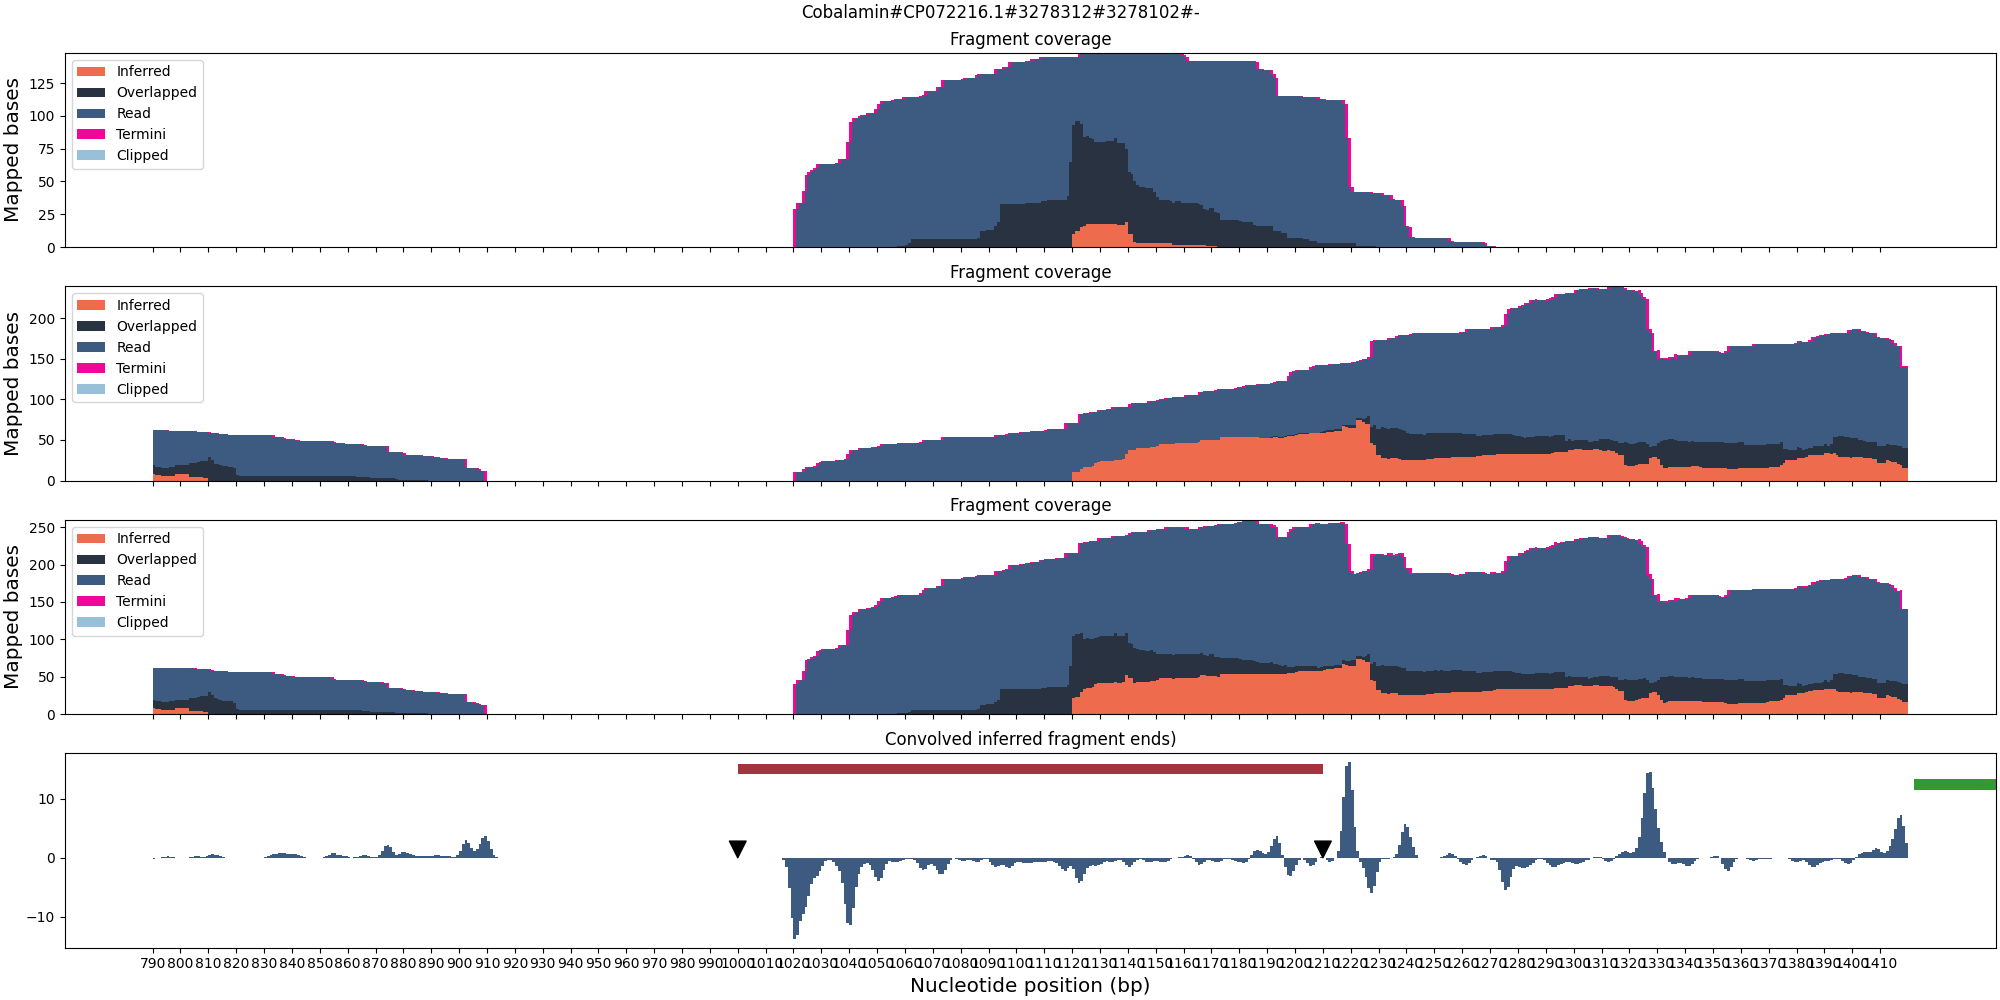 Cobalamin#CP072216.1#3278312#3278102#-
Fragment coverage
Mapped bases
125
100
75
50
25
0
Inferred
Overlapped
Read
Termini
Clipped
Fragment coverage
Mapped bases
200
150
100
50
0
Inferred
Overlapped
Read
Termini
Clipped
Fragment coverage
Mapped bases
250
200
150
100
50
0
Inferred
Overlapped
Read
Termini
Clipped
Convolved inferred fragment ends)
10
0
−10
790 800 810 820 830 840 850 860 870 880 890 900 910 920 930 940 950 960 970 980 990 1000 1010 1020 1030 1040 1050 1060 1070 1080 1090 1100 1110 1120 1130 1140 1150 1160 1170 1180 1190 1200 1210 1220 1230 1240 1250 1260 1270 1280 1290 1300 1310 1320 1330 1340 1350 1360 1370 1380 1390 1400 1410
Nucleotide position (bp)